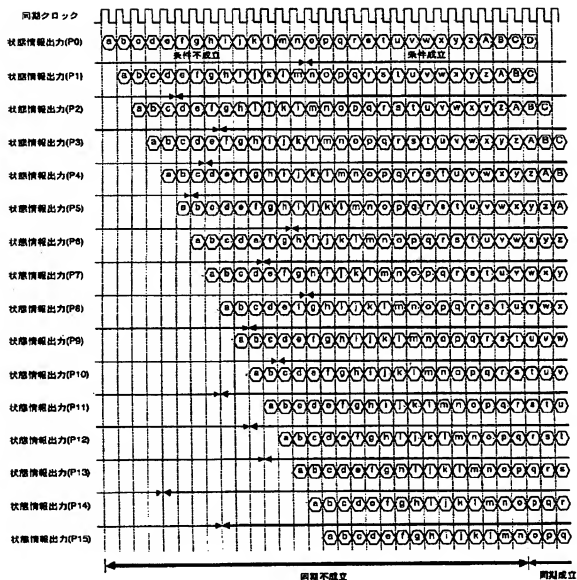 同期クロック
状態情報出力(P0) a b c d e f g h i j k l m n o p q r s t u v w x y z A B C D
条件不成立 条件成立
状態情報出力(P1) a b c d e f g h i j k l m n o p q r s t u v w x y z A B C
状態情報出力(P2) a b c d e f g h i j k l m n o p q r s t u v w x y z A B C
状態情報出力(P3) a b c d e f g h i j k l m n o p q r s t u v w x y z A B C
状態情報出力(P4) a b c d e f g h i j k l m n o p q r s t u v w x y z A B
状態情報出力(P5) a b c d e f g h i j k l m n o p q r s t u v w x y z A
状態情報出力(P6) a b c d e f g h i j k l m n o p q r s t u v w x y z
状態情報出力(P7) a b c d e f g h i j k l m n o p q r s t u v w x y
状態情報出力(P8) a b c d e f g h i j k l m n o p q r s t u v w x
状態情報出力(P9) a b c d e f g h i j k l m n o p q r s t u v w
状態情報出力(P10) a b c d e f g h i j k l m n o p q r s t u v
状態情報出力(P11) a b c d e f g h i j k l m n o p q r s t u
状態情報出力(P12) a b c d e f g h i j k l m n o p q r s t
状態情報出力(P13) a b c d e f g h i j k l m n o p q r s
状態情報出力(P14) a b c d e f g h i j k l m n o p q r
状態情報出力(P15) a b c d e f g h i j k l m n o p q
同期不成立 同期成立